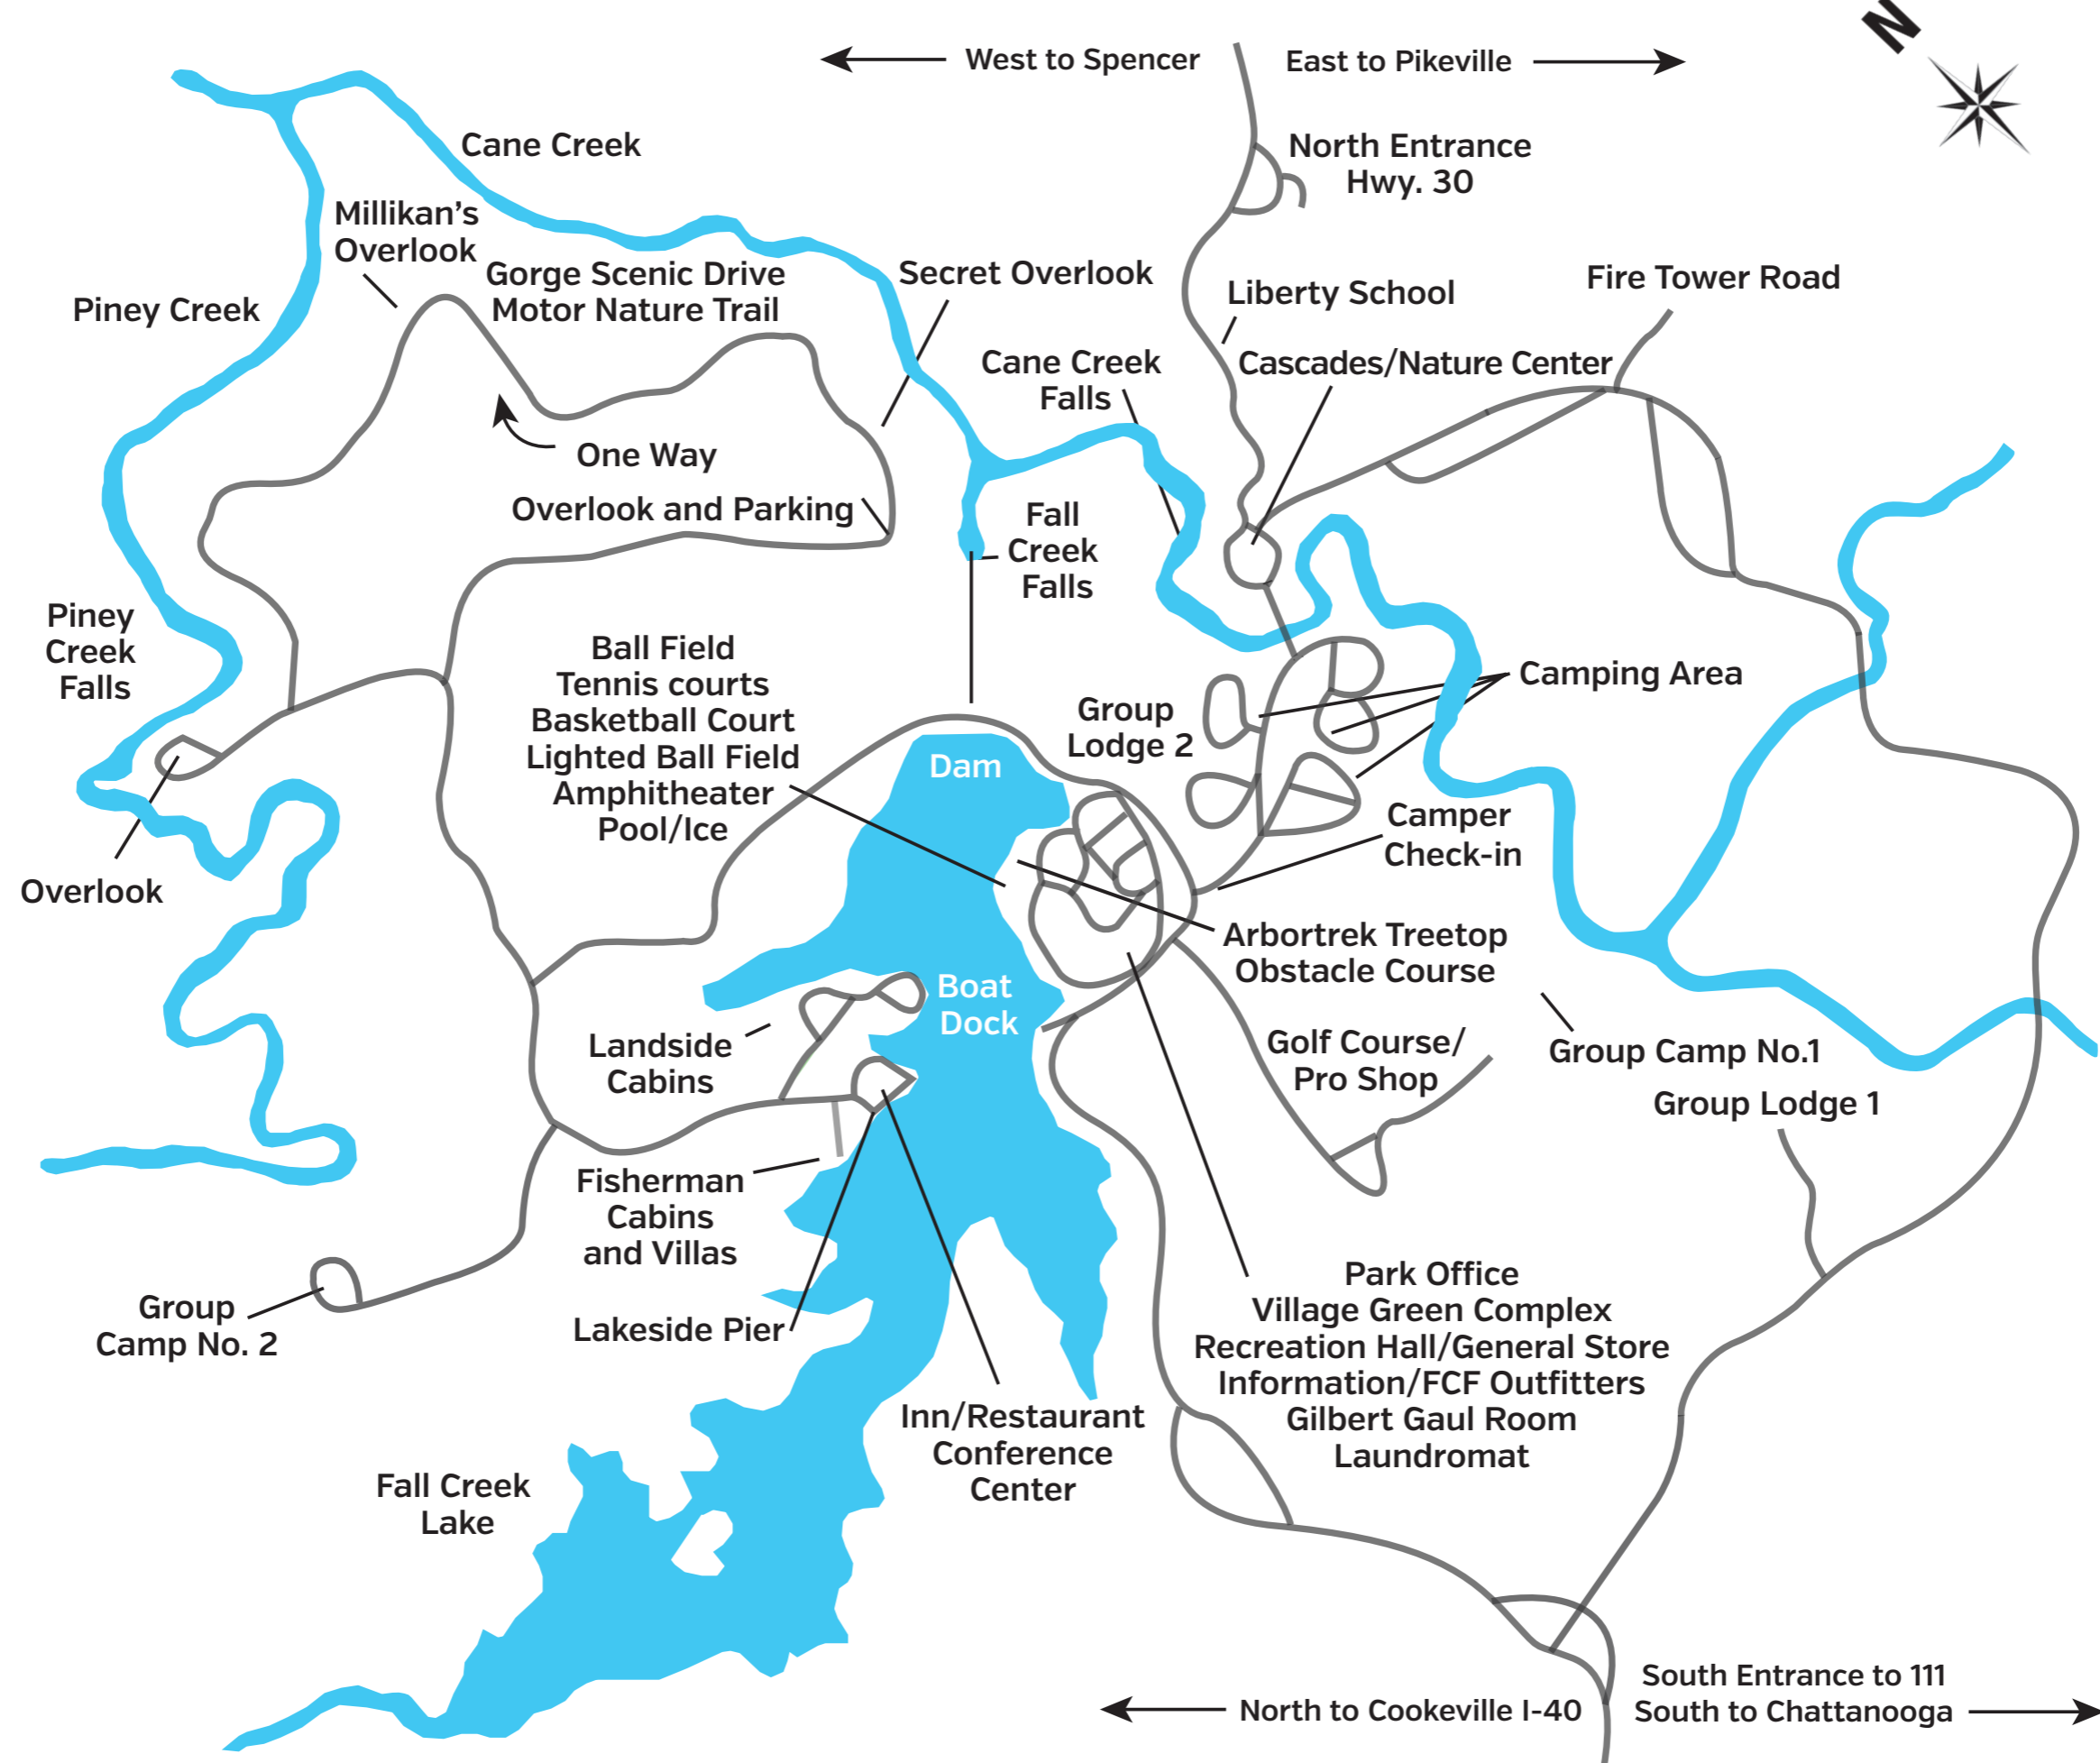 N
West to Spencer
East to Pikeville
North Entrance
Hwy. 30
Cane Creek
Millikan's
Overlook
Gorge Scenic Drive
Motor Nature Trail
Secret Overlook
Liberty School
Fire Tower Road
Piney Creek
Cane Creek
Falls
Cascades/Nature Center
One Way
Overlook and Parking
Fall
Creek
Falls
Piney
Creek
Falls
Ball Field
Tennis courts
Basketball Court
Lighted Ball Field
Amphitheater
Pool/Ice
Group
Lodge 2
Camping Area
Dam
Camper
Check-in
Overlook
Arbortrek Treetop
Obstacle Course
Boat
Dock
Landside
Cabins
Golf Course/
Pro Shop
Group Camp No.1
Group Lodge 1
Fisherman
Cabins
and Villas
Group
Camp No. 2
Lakeside Pier
Park Office
Village Green Complex
Recreation Hall/General Store
Information/FCF Outfitters
Gilbert Gaul Room
Laundromat
Inn/Restaurant
Conference
Center
Fall Creek
Lake
North to Cookeville I-40
South Entrance to 111
South to Chattanooga